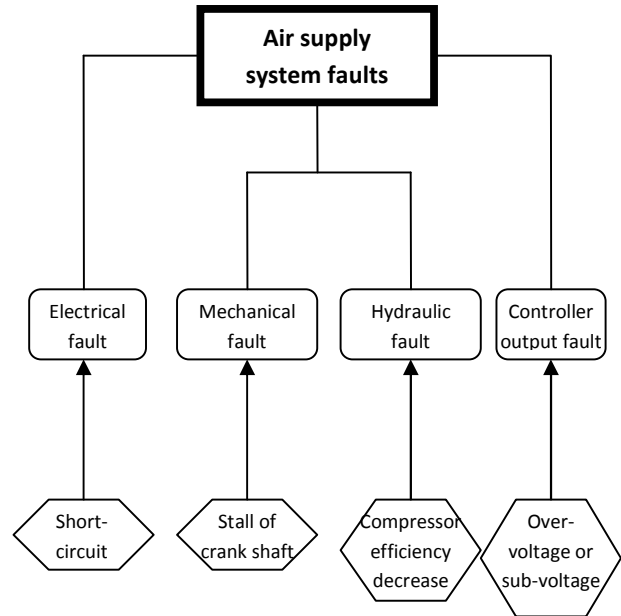 Air supply
system faults
Electrical
fault
Mechanical
fault
Hydraulic
fault
Controller
output fault
Short-
circuit
Stall of
crank shaft
Compressor
efficiency
decrease
Over-
voltage or
sub-voltage